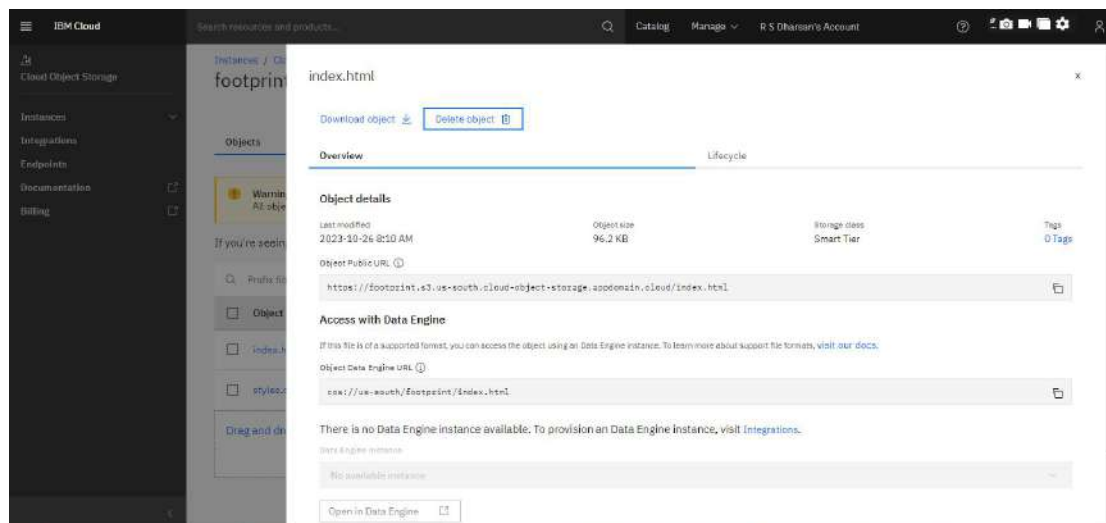 IBM Cloud
Search resources and products...
Catalog
Manage
R S Dharsan's Account
Cloud Object Storage
Instances
Integrations
Endpoints
Documentation
Billing
Instances /
footprint
Objects
All obje
If you're seein
Object
Drag and dr
index.html
x
Download object
Delete object
Overview
Lifecycle
Object details
Last modified
Object size
Storage class
Tags
2023-10-26 8:10 AM
96.2 KB
Smart Tier
0 Tags
Object Public URL
https://footprint.s3.us-south.cloud-object-storage.appdomain.cloud/index.html
Access with Data Engine
If this file is of a supported format, you can access the object using an Data Engine instance. To learn more about support file formats, visit our docs.
Object Data Engine URL
cos://us-south/footprint/index.html
There is no Data Engine instance available. To provision an Data Engine instance, visit Integrations.
Data Engine instance
No available instance
Open in Data Engine